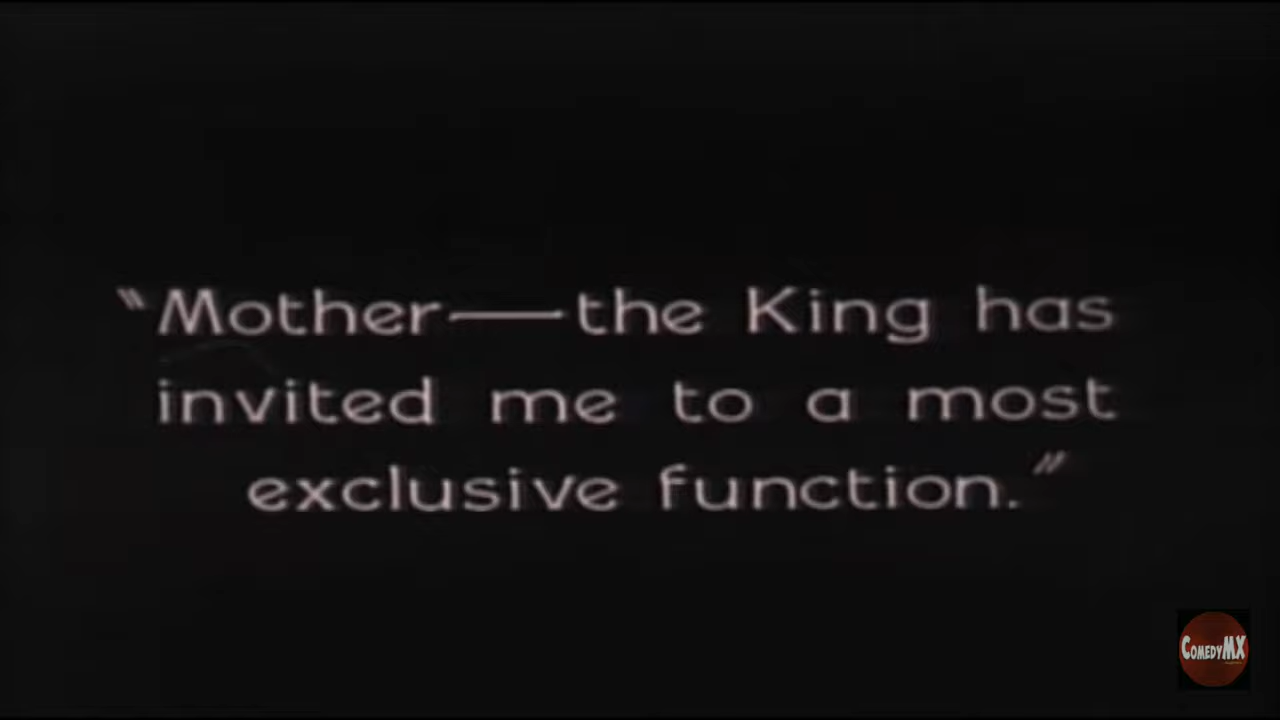 "Mother—the King has
invited me to a most
exclusive function."
COMEDYMX